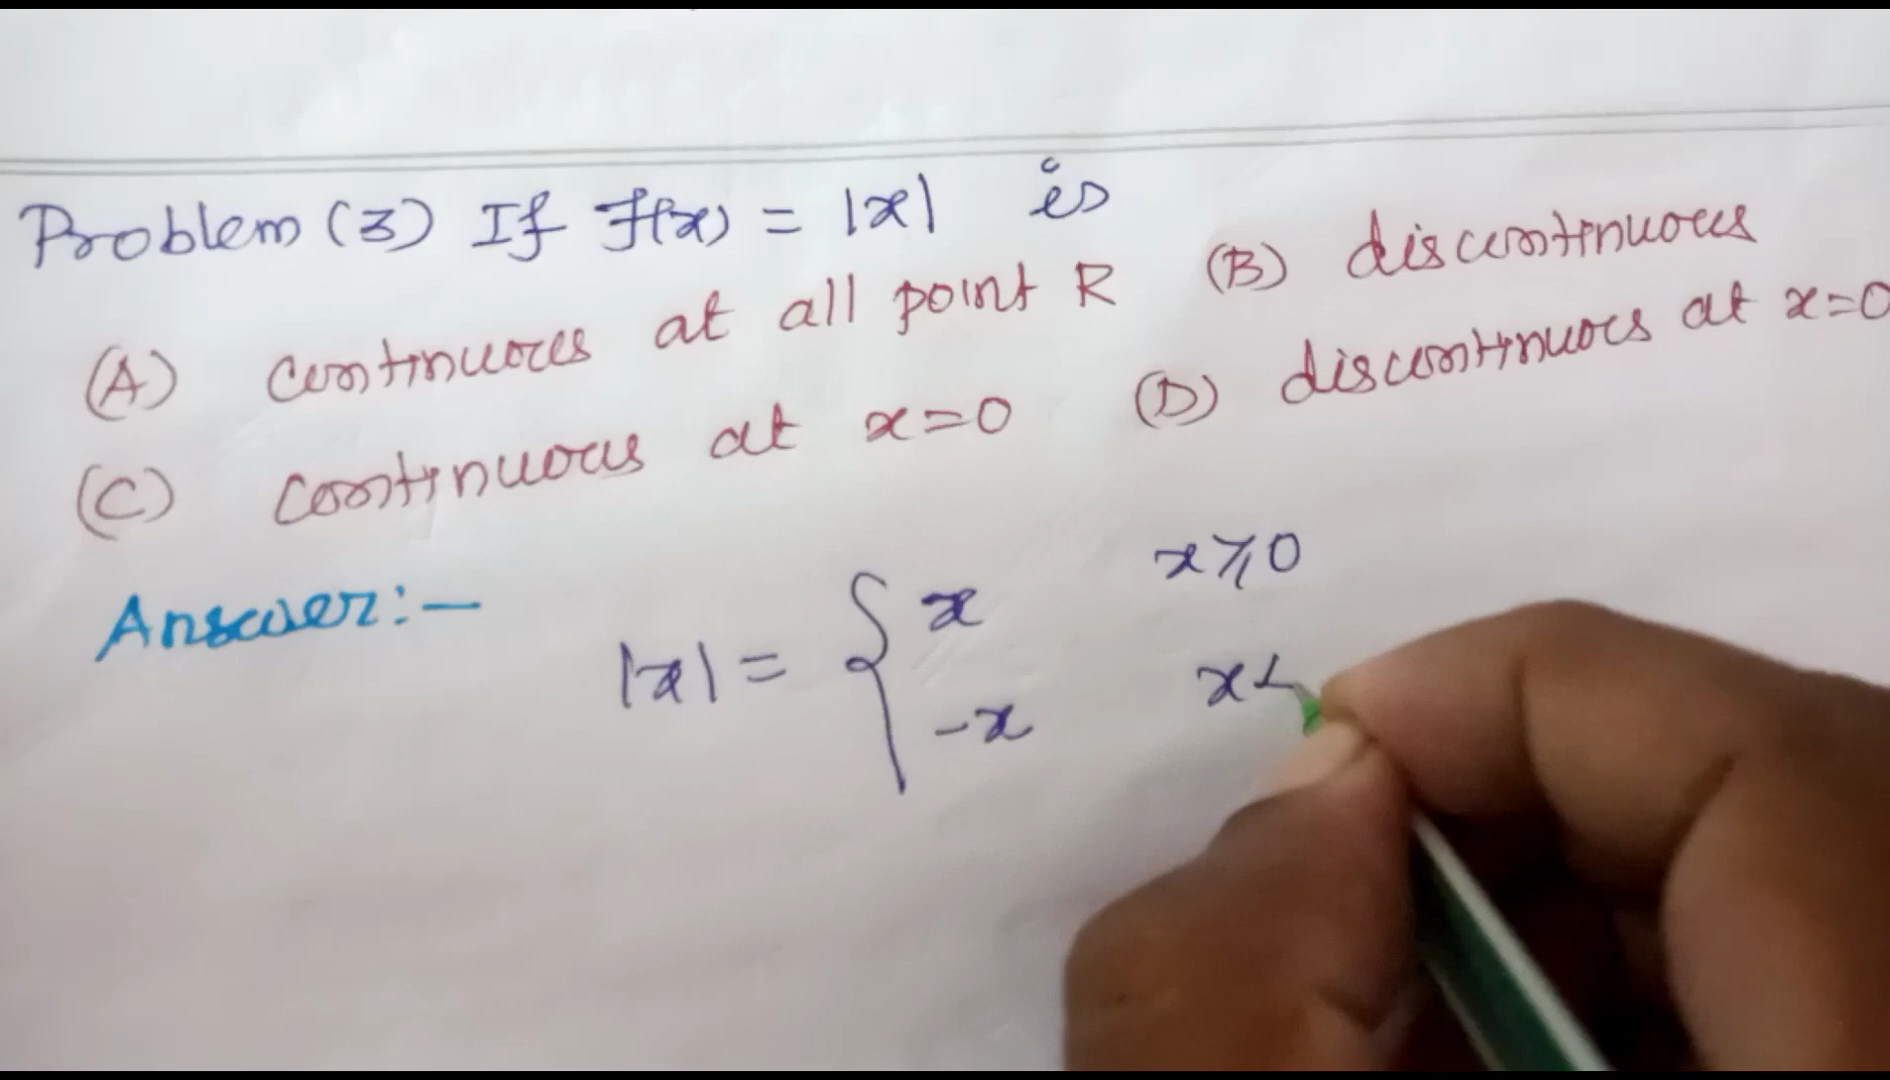 Problem (3) If f(x) = |x| is
(A) continuous at all point R (B) discontinuous
(C) continuous at x=0 (D) discontinuous at x=0
Answer:-
|x| = { x x⩾0
-x x<